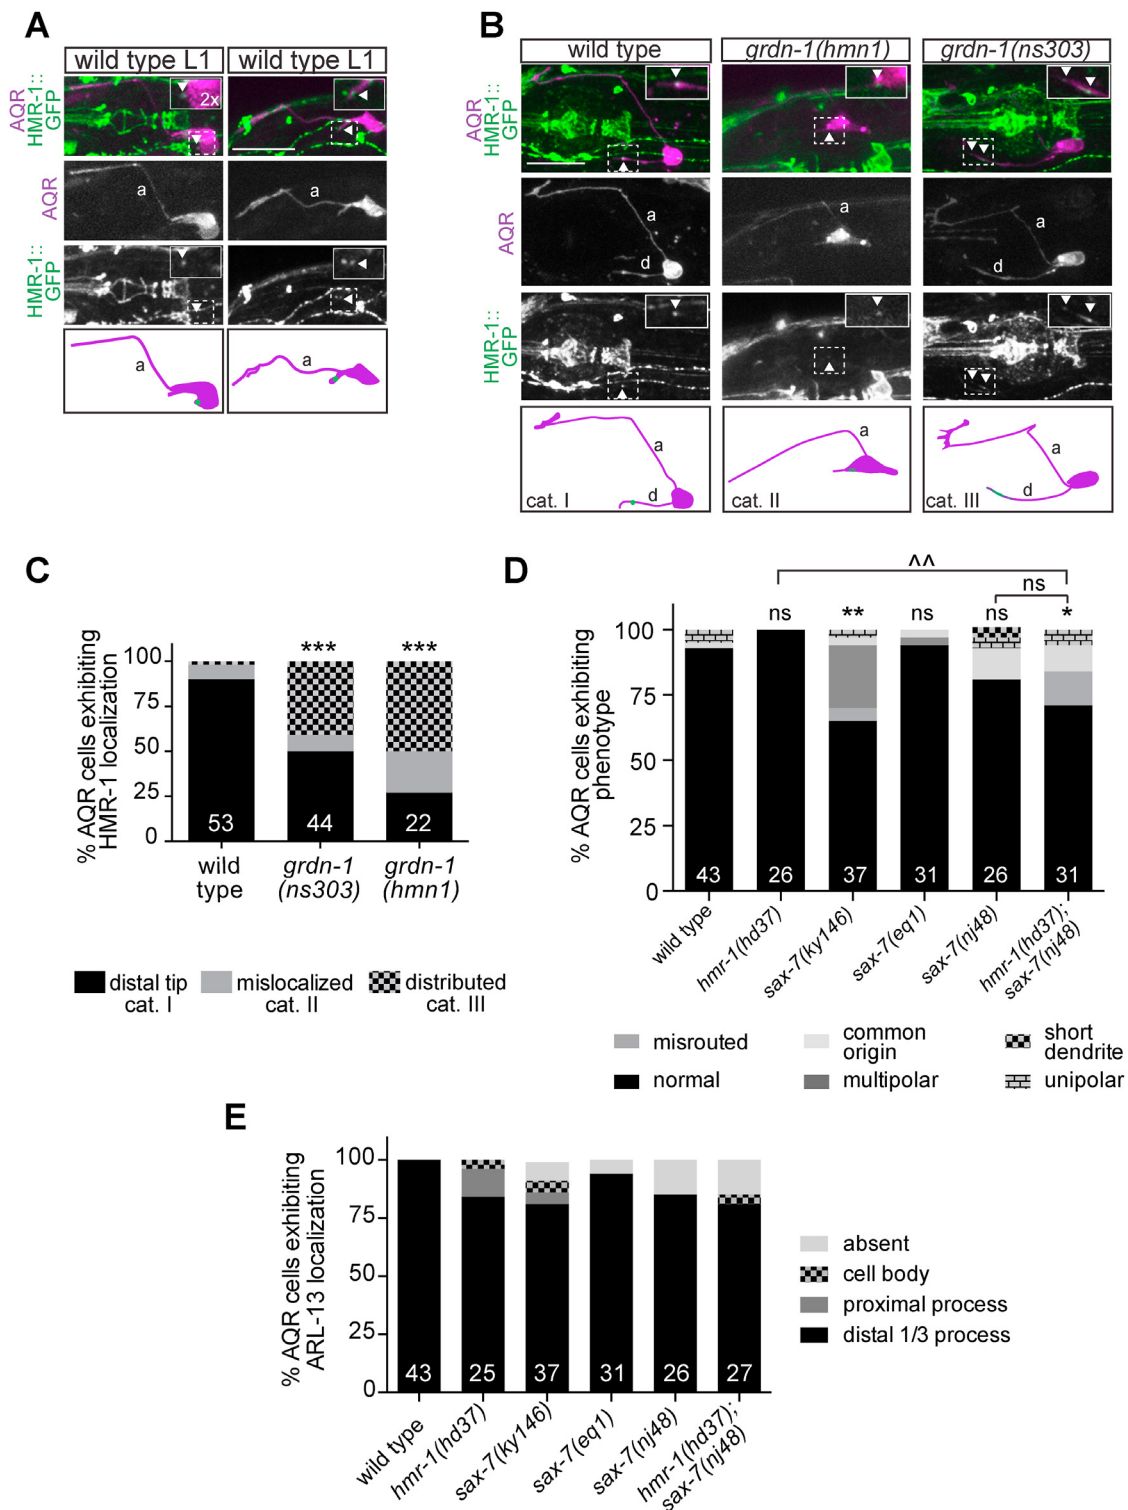 A
wild type L1
wild type L1
AQR
HMR-1::
GFP
2x
AQR
a
a
HMR-1::
GFP
a
a
B
wild type
grdn-1(hmn1)
grdn-1(ns303)
AQR
HMR-1::
GFP
AQR
a
d
a
a
d
HMR-1::
GFP
a
d
cat. I
a
cat. II
a
d
cat. III
C
% AQR cells exhibiting
HMR-1 localization
100
75
50
25
0
***
***
53
44
22
wild
type
grdn-1
(ns303)
grdn-1
(hmn1)
distal tip
cat. I
mislocalized
cat. II
distributed
cat. III
D
% AQR cells exhibiting
phenotype
100
75
50
25
0
^^
ns
ns
**
ns
ns
*
43
26
37
31
26
31
wild type
hmr-1(hd37)
sax-7(ky146)
sax-7(eq1)
sax-7(nj48)
hmr-1(hd37);
sax-7(nj48)
misrouted
common
origin
short
dendrite
normal
multipolar
unipolar
E
% AQR cells exhibiting
ARL-13 localization
100
75
50
25
0
43
25
37
31
26
27
wild type
hmr-1(hd37)
sax-7(ky146)
sax-7(eq1)
sax-7(nj48)
hmr-1(hd37);
sax-7(nj48)
absent
cell body
proximal process
distal 1/3 process